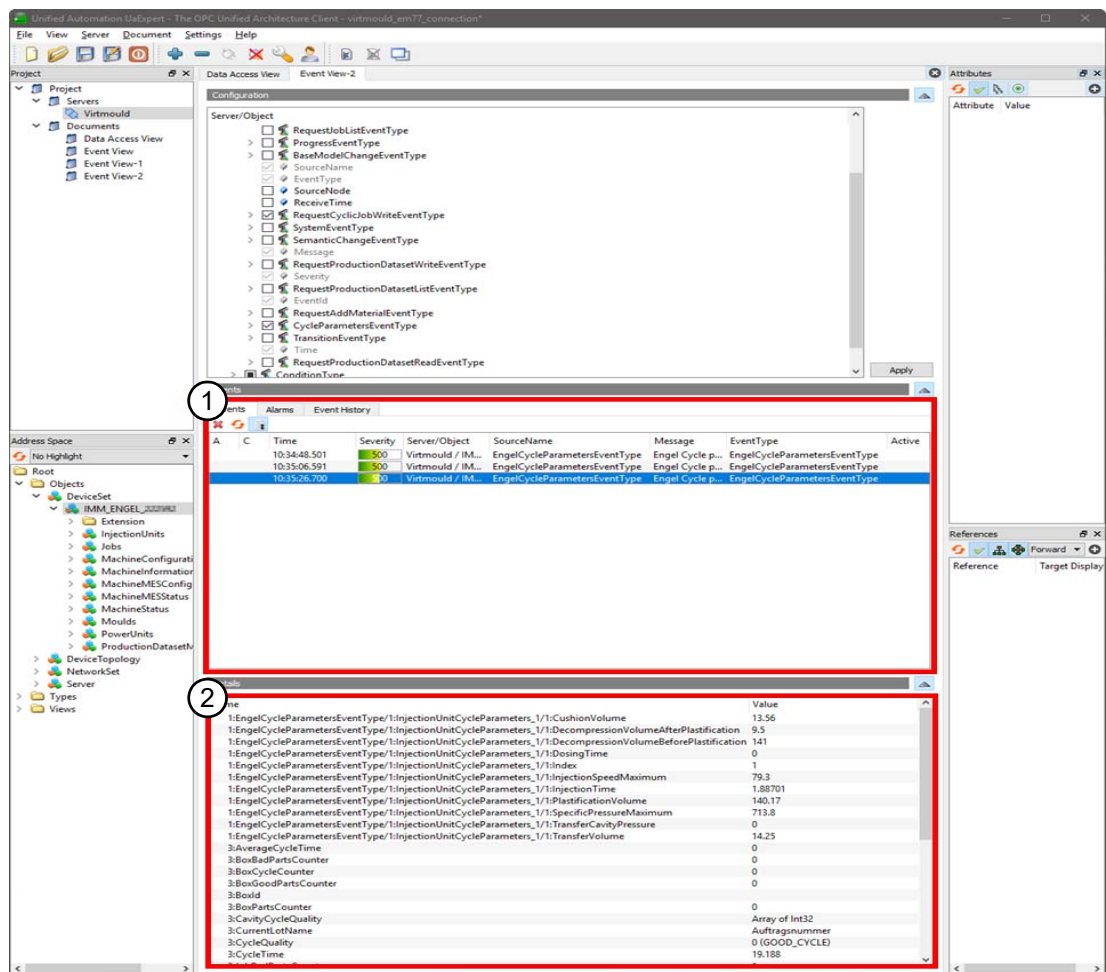 Unified Automation UaExpert - The OPC Unified Architecture Client - virtmould_em77_connection*
File View Server Document Settings Help
Project
Project
Servers
Virtmould
Documents
Data Access View
Event View
Event View-1
Event View-2
Address Space
No Highlight
Root
Objects
DeviceSet
IMM_ENGEL_
Extension
InjectionUnits
Jobs
MachineConfigurati
MachineInformation
MachineMESConfig
MachineMESStatus
MachineStatus
Moulds
PowerUnits
ProductionDatasetM
DeviceTopology
NetworkSet
Server
Types
Views
Data Access View Event View-2
Configuration
Server/Object
RequestJobListEventType
ProgressEventType
BaseModelChangeEventType
SourceName
EventType
SourceNode
ReceiveTime
RequestCyclicJobWriteEventType
SystemEventType
SemanticChangeEventType
Message
RequestProductionDatasetWriteEventType
Severity
RequestProductionDatasetListEventType
EventId
RequestAddMaterialEventType
CycleParametersEventType
TransitionEventType
Time
RequestProductionDatasetReadEventType
ConditionType
Apply
1
ents
ents Alarms Event History
A C Time Severity Server/Object SourceName Message EventType Active
10:34:48.501 500 Virtmould / IM... EngelCycleParametersEventType Engel Cycle p... EngelCycleParametersEventType
10:35:06.591 500 Virtmould / IM... EngelCycleParametersEventType Engel Cycle p... EngelCycleParametersEventType
10:35:26.700 500 Virtmould / IM... EngelCycleParametersEventType Engel Cycle p... EngelCycleParametersEventType
2
tails
me Value
1:EngelCycleParametersEventType/1:InjectionUnitCycleParameters_1/1:CushionVolume 13.56
1:EngelCycleParametersEventType/1:InjectionUnitCycleParameters_1/1:DecompressionVolumeAfterPlastification 9.5
1:EngelCycleParametersEventType/1:InjectionUnitCycleParameters_1/1:DecompressionVolumeBeforePlastification 141
1:EngelCycleParametersEventType/1:InjectionUnitCycleParameters_1/1:DosingTime 0
1:EngelCycleParametersEventType/1:InjectionUnitCycleParameters_1/1:Index 1
1:EngelCycleParametersEventType/1:InjectionUnitCycleParameters_1/1:InjectionSpeedMaximum 79.3
1:EngelCycleParametersEventType/1:InjectionUnitCycleParameters_1/1:InjectionTime 1.88701
1:EngelCycleParametersEventType/1:InjectionUnitCycleParameters_1/1:PlastificationVolume 140.17
1:EngelCycleParametersEventType/1:InjectionUnitCycleParameters_1/1:SpecificPressureMaximum 713.8
1:EngelCycleParametersEventType/1:InjectionUnitCycleParameters_1/1:TransferCavityPressure 0
1:EngelCycleParametersEventType/1:InjectionUnitCycleParameters_1/1:TransferVolume 14.25
3:AverageCycleTime 0
3:BoxBadPartsCounter 0
3:BoxCycleCounter 0
3:BoxGoodPartsCounter 0
3:BoxId
3:BoxPartsCounter 0
3:CavityCycleQuality Array of Int32
3:CurrentLotName Auftragsnummer
3:CycleQuality 0 (GOOD_CYCLE)
3:CycleTime 19.188
Attributes
Attribute Value
References
Forward
Reference Target Display